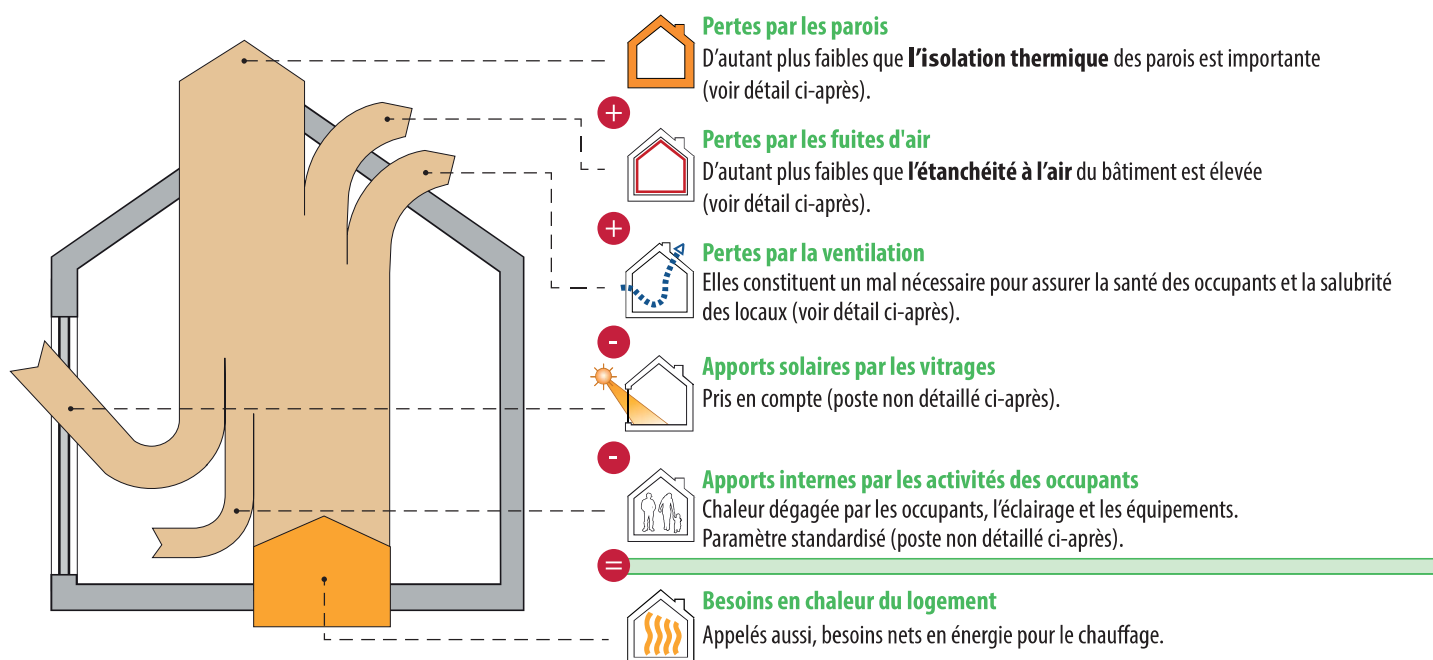 Pertes par les parois
D'autant plus faibles que l'isolation thermique des parois est importante
(voir détail ci-après).
+
Pertes par les fuites d'air
D'autant plus faibles que l'étanchéité à l'air du bâtiment est élevée
(voir détail ci-après).
+
Pertes par la ventilation
Elles constituent un mal nécessaire pour assurer la santé des occupants et la salubrité
des locaux (voir détail ci-après).
-
Apports solaires par les vitrages
Pris en compte (poste non détaillé ci-après).
-
Apports internes par les activités des occupants
Chaleur dégagée par les occupants, l'éclairage et les équipements.
Paramètre standardisé (poste non détaillé ci-après).
=
Besoins en chaleur du logement
Appelés aussi, besoins nets en énergie pour le chauffage.